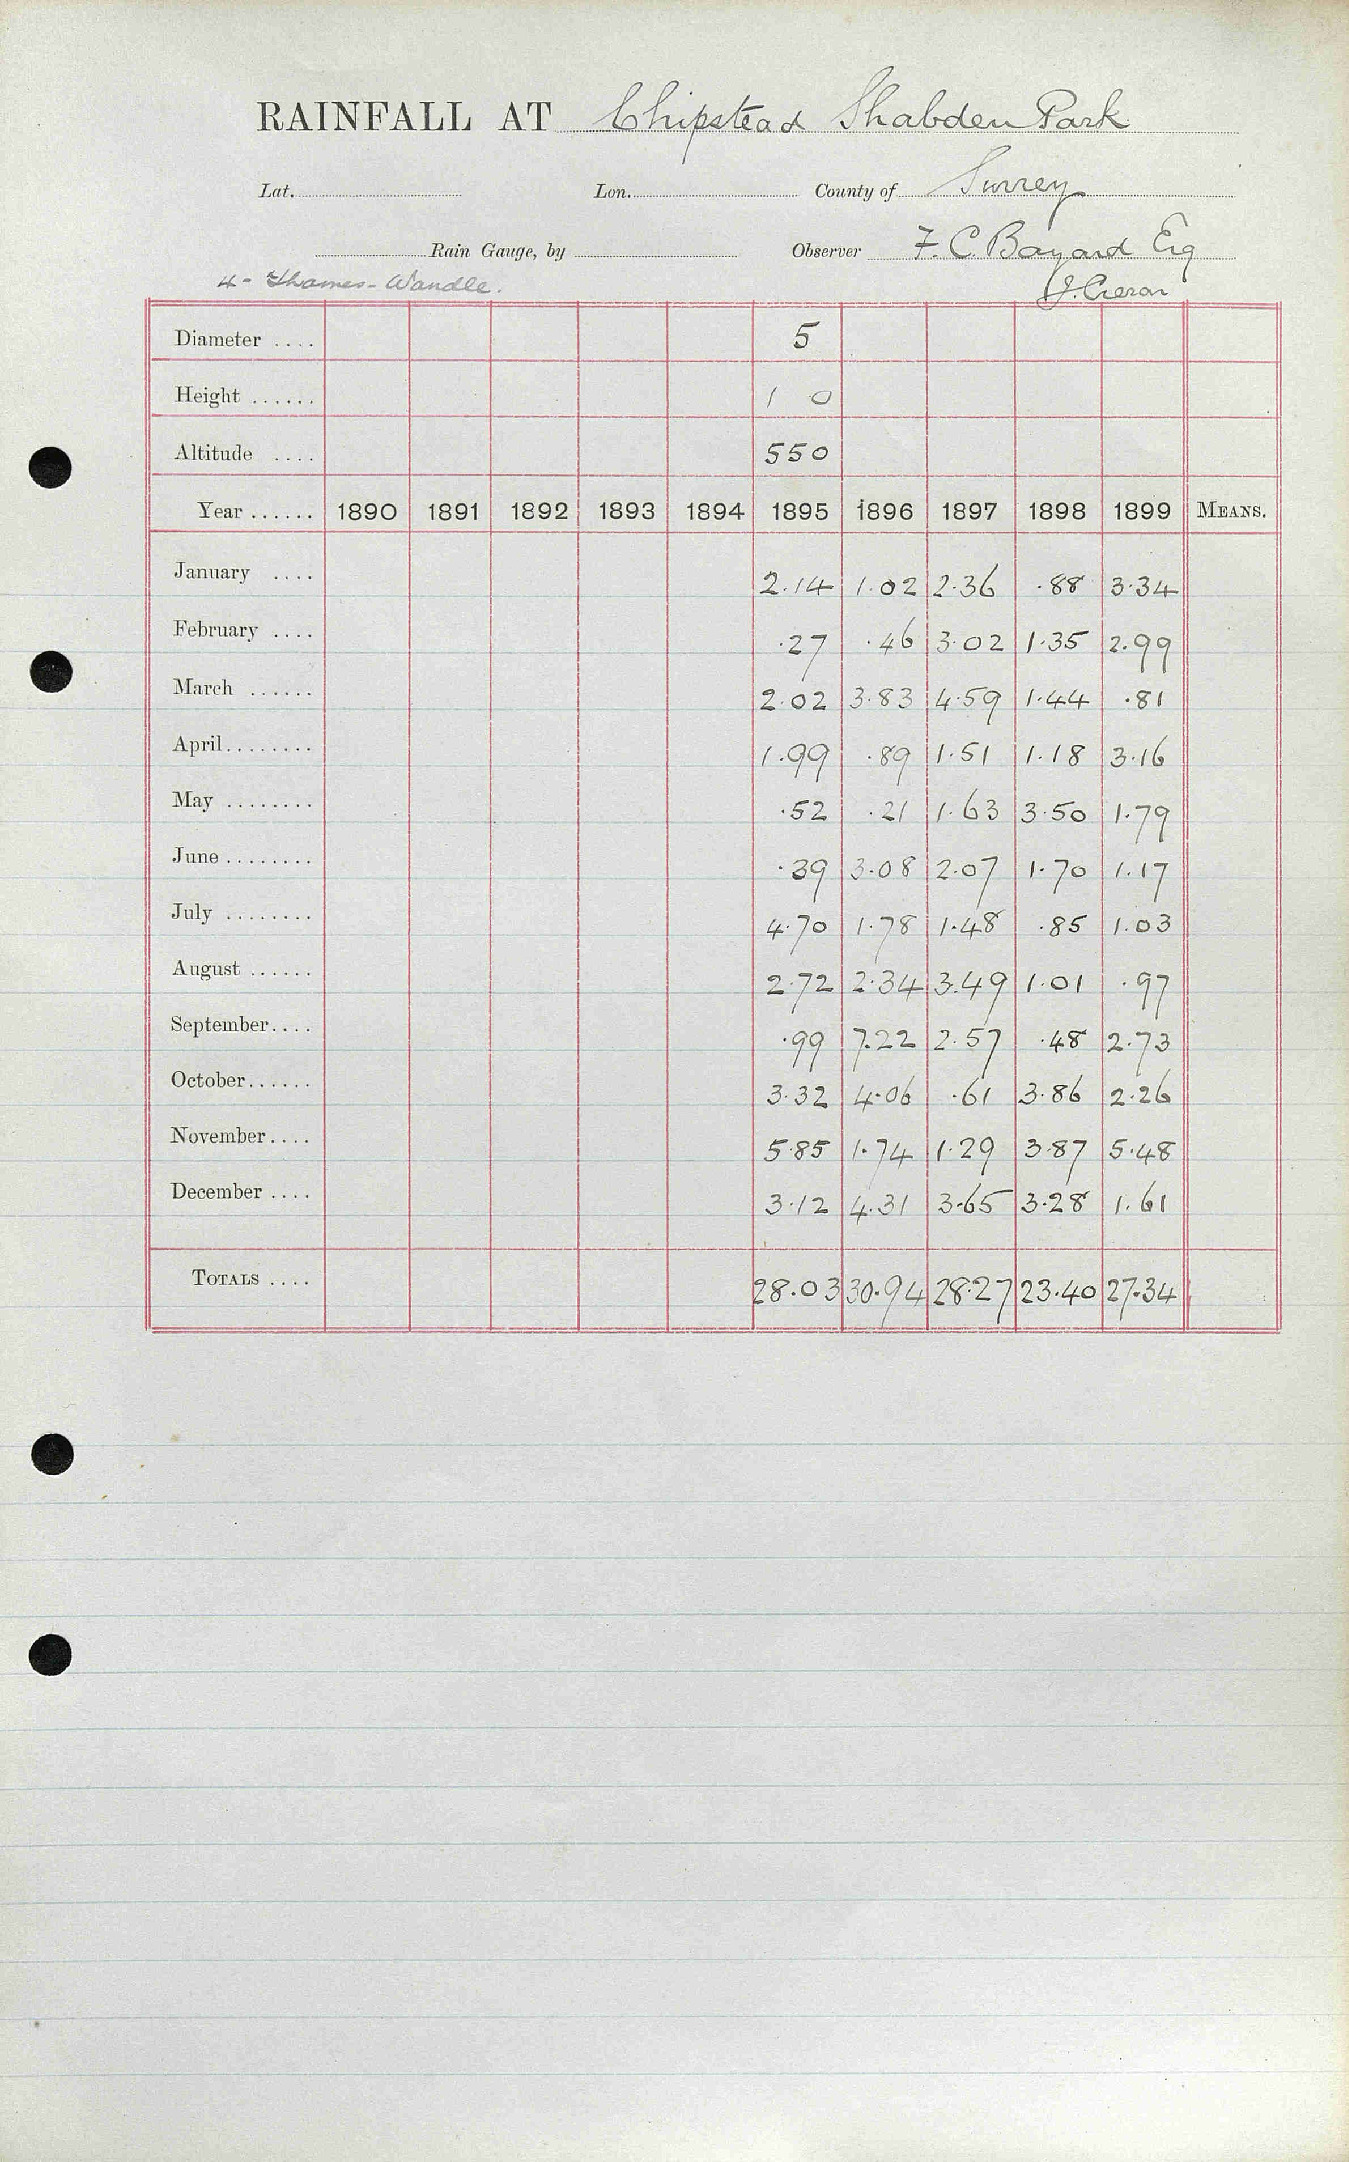 RAINFALL AT Chipstead Shabden Park
Lat. Lon. County of Surrey
Rain Gauge, by Observer F. C. Bayard Esq
4 - Thames - Wandle.
Diameter .... 5
Height ...... 1 0
Altitude .... 550
Year ...... 1890 1891 1892 1893 1894 1895 1896 1897 1898 1899 MEANS.
January .... 2.14 1.02 2.36 .88 3.34
February .... .27 .46 3.02 1.35 2.99
March ...... 2.02 3.83 4.59 1.44 .81
April........ 1.99 .89 1.51 1.18 3.16
May ........ .52 .21 1.63 3.50 1.79
June ........ .39 3.08 2.07 1.70 1.17
July ........ 4.70 1.78 1.48 .85 1.03
August ...... 2.72 2.34 3.49 1.01 .97
September.... .99 7.22 2.57 .48 2.73
October...... 3.32 4.06 .61 3.86 2.26
November.... 5.85 1.74 1.29 3.87 5.48
December .... 3.12 4.31 3.65 3.28 1.61
TOTALS .... 28.03 30.94 28.27 23.40 27.34